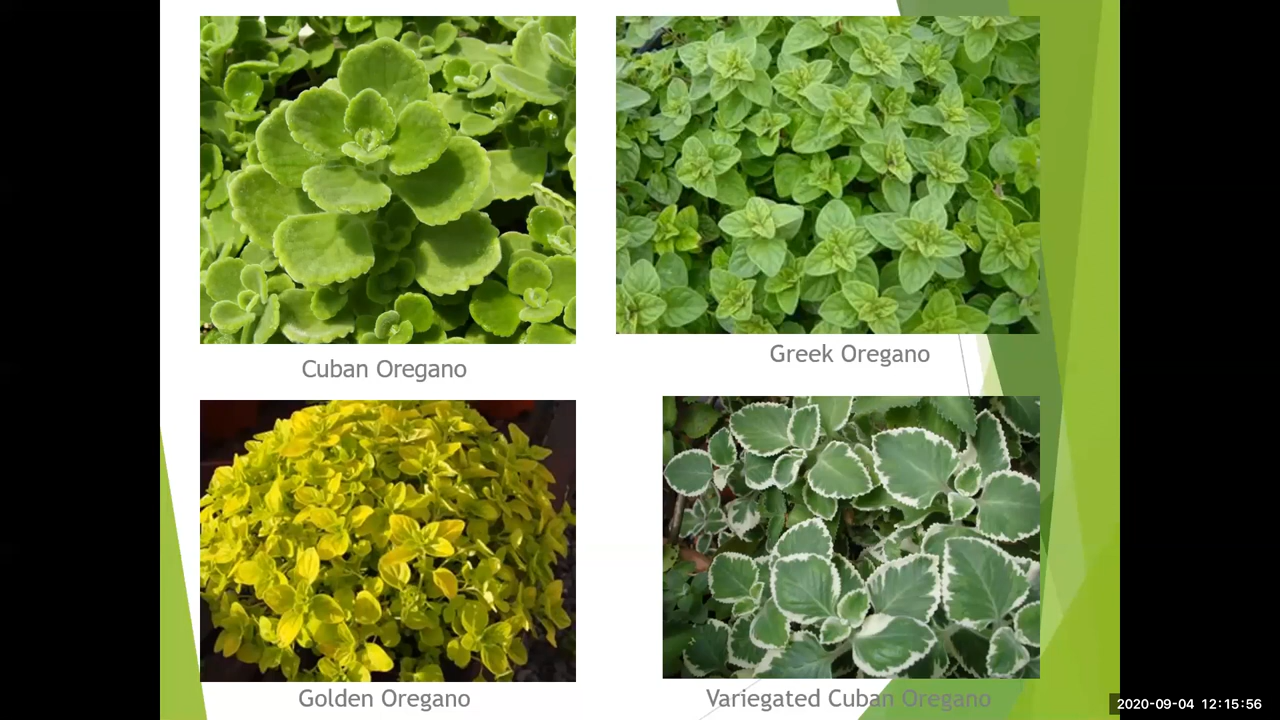 Cuban Oregano
Greek Oregano
Golden Oregano
Variegated Cuban Oregano
2020-09-04 12:15:56